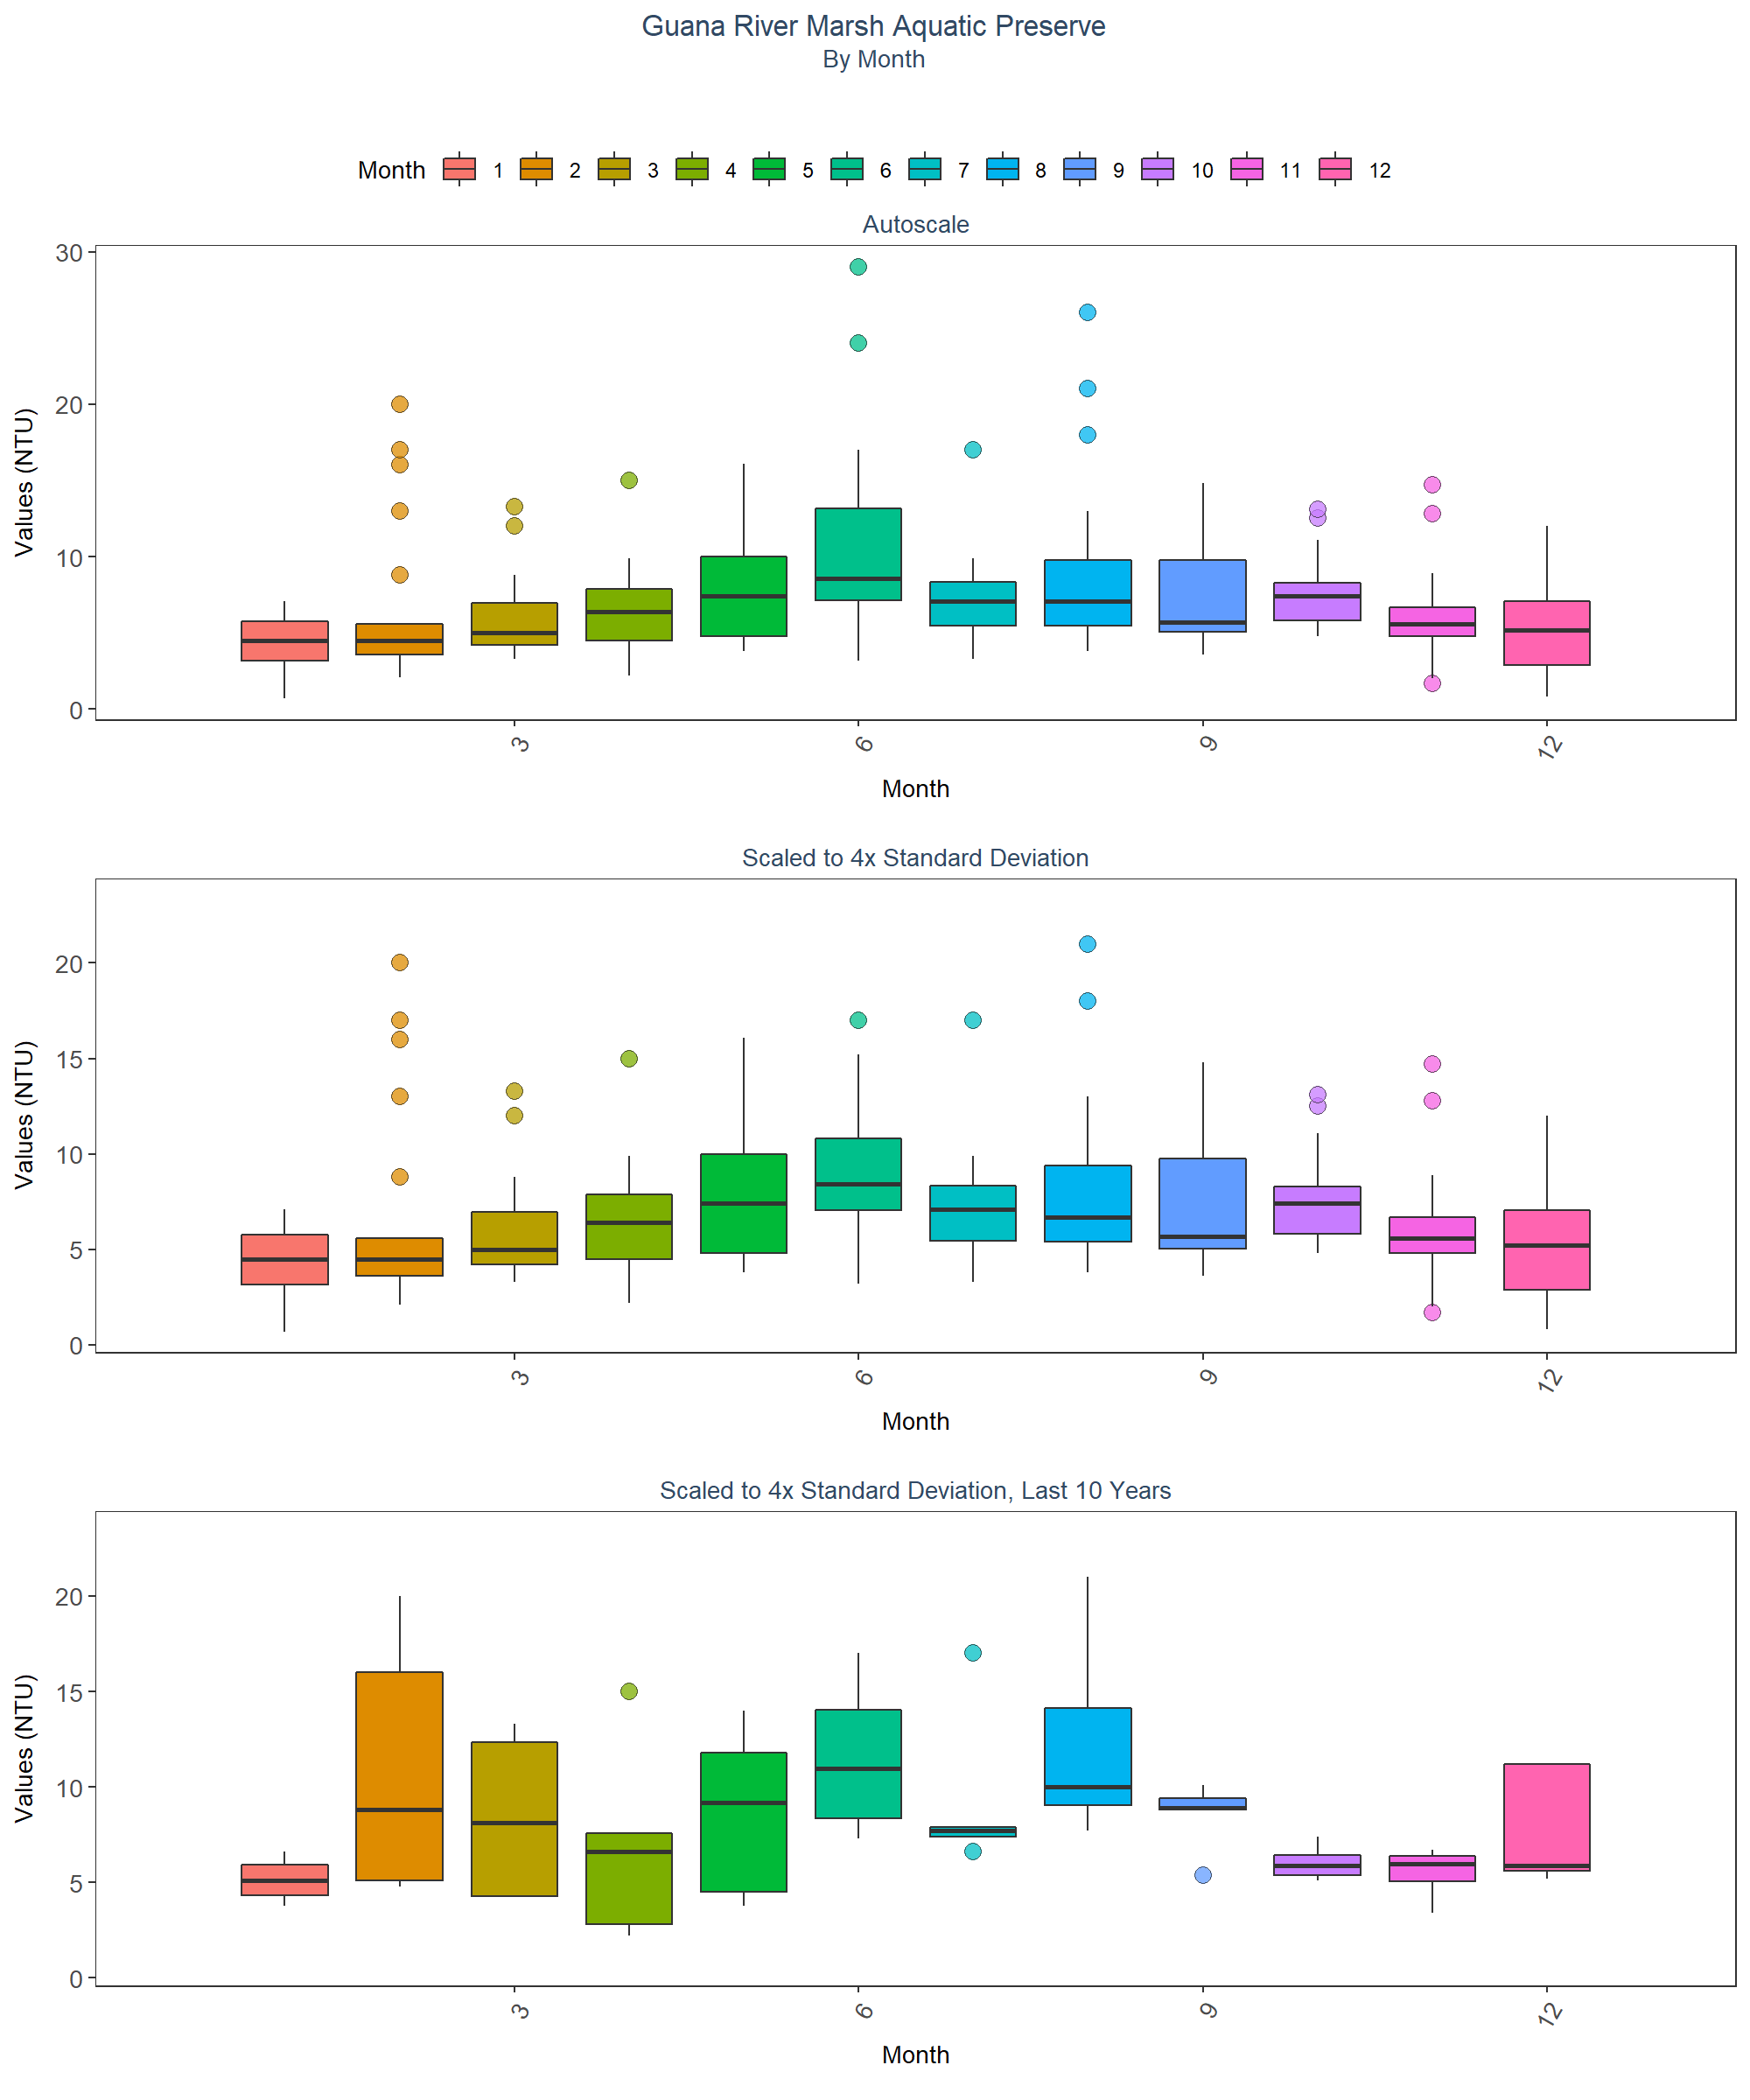 Guana River Marsh Aquatic Preserve
By Month
Month 1 2 3 4 5 6 7 8 9 10 11 12
Autoscale
30
20
10
0
Values (NTU)
3 6 9 12
Month
Scaled to 4x Standard Deviation
20
15
10
5
0
Values (NTU)
3 6 9 12
Month
Scaled to 4x Standard Deviation, Last 10 Years
20
15
10
5
0
Values (NTU)
3 6 9 12
Month